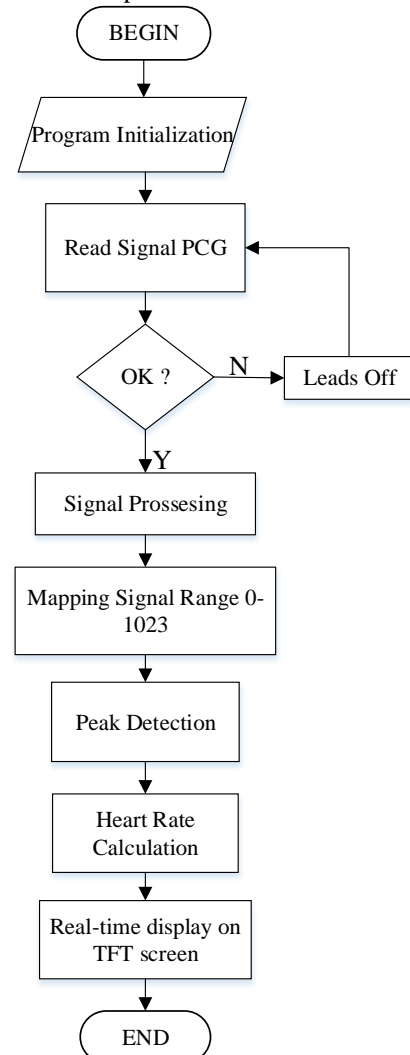 BEGIN
Program Initialization
Read Signal PCG
OK ?
N
Leads Off
Y
Signal Prossesing
Mapping Signal Range 0-
1023
Peak Detection
Heart Rate
Calculation
Real-time display on
TFT screen
END